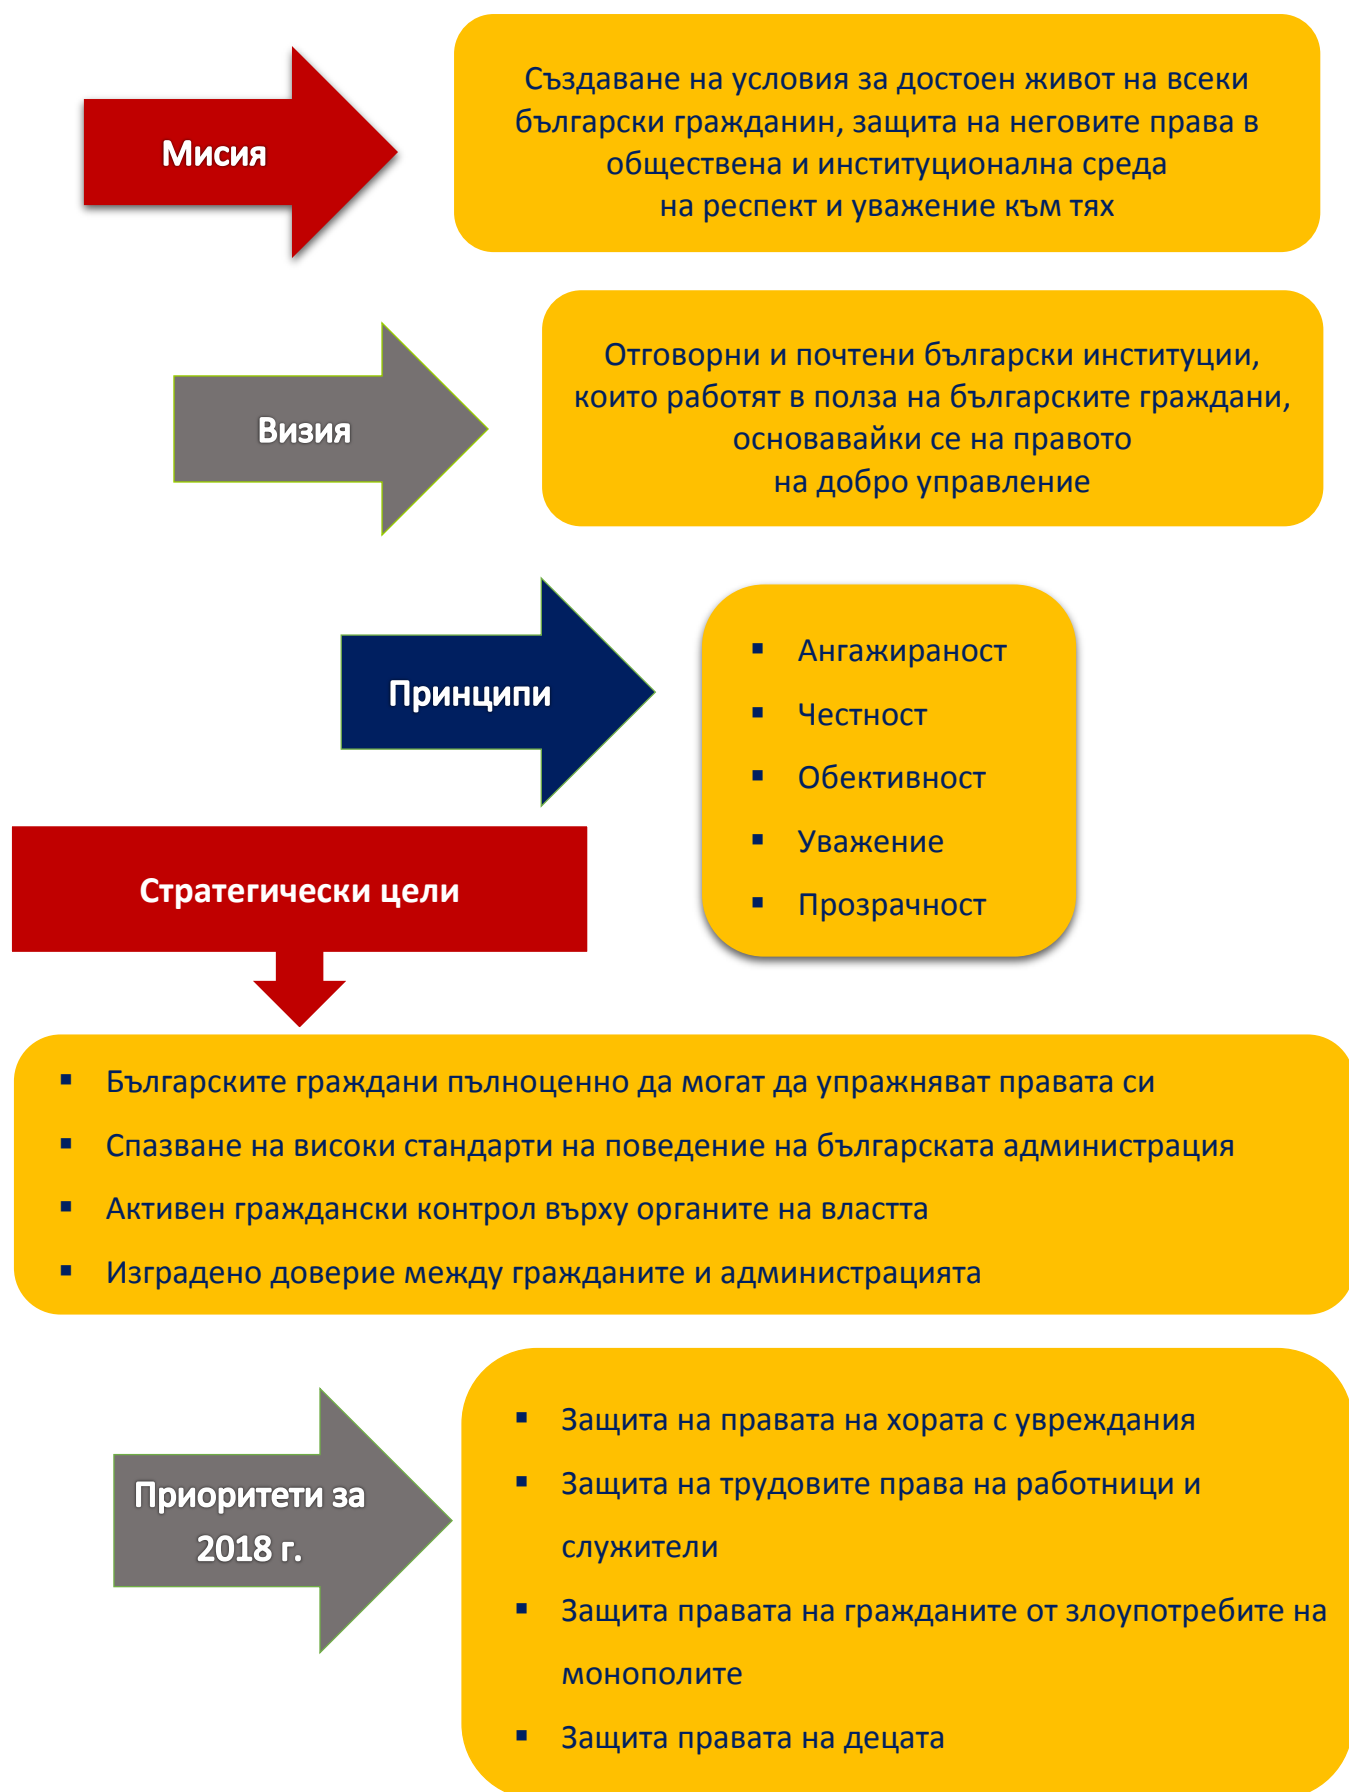 Мисия
Създаване на условия за достоен живот на всеки
български гражданин, защита на неговите права в
обществена и институционална среда
на респект и уважение към тях
Визия
Отговорни и почтени български институции,
които работят в полза на българските граждани,
основавайки се на правото
на добро управление
Принципи
▪ Ангажираност
▪ Честност
▪ Обективност
▪ Уважение
▪ Прозрачност
Стратегически цели
▪ Българските граждани пълноценно да могат да упражняват правата си
▪ Спазване на високи стандарти на поведение на българската администрация
▪ Активен граждански контрол върху органите на властта
▪ Изградено доверие между гражданите и администрацията
Приоритети за
2018 г.
▪ Защита на правата на хората с увреждания
▪ Защита на трудовите права на работници и
служители
▪ Защита правата на гражданите от злоупотребите на
монополите
▪ Защита правата на децата